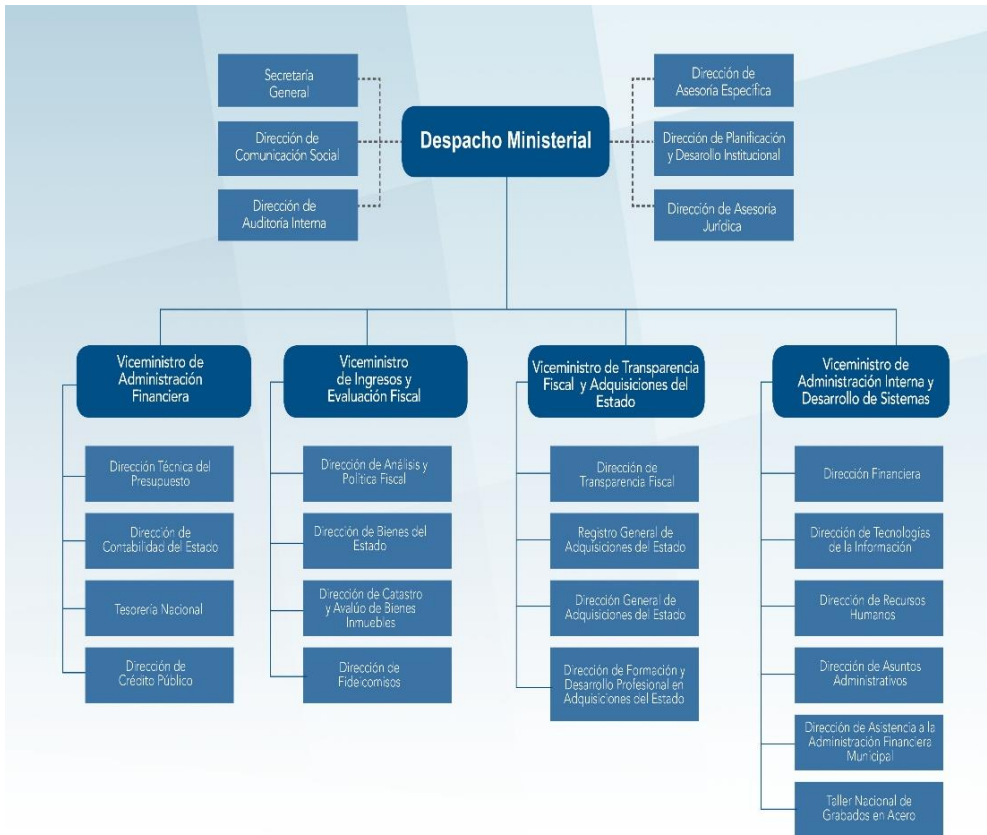 Secretaría
General
Dirección de
Comunicación Social
Dirección de
Auditoría Interna
Despacho Ministerial
Dirección de
Asesoría Específica
Dirección de Planificación
y Desarollo Institucional
Dirección de Asesoría
Jurídica
Viceministro de
Administración
Financiera
Dirección Técnica del
Presupuesto
Dirección de
Contabilidad del Estado
Tesorería Nacional
Dirección de
Crédito Público
Viceministro
de Ingresos y
Evaluación Fiscal
Dirección de Análisis y
Política Fiscal
Dirección de Bienes del
Estado
Dirección de Catastro
y Avalúo de Bienes
Inmuebles
Dirección de
Fideicomisos
Viceministro de Transparencia
Fiscal y Adquisiciones del
Estado
Dirección de
Transparencia Fiscal
Registro General de
Adquisiciones del Estado
Dirección General de
Adquisiciones del Estado
Dirección de Formación y
Desarrollo Profesional en
Adquisiciones del Estado
Viceministro de
Administración Interna y
Desarrollo de Sistemas
Dirección Financiera
Dirección de Tecnologías
de la Información
Dirección de Recursos
Humanos
Dirección de Asuntos
Administrativos
Dirección de Asistencia a la
Administración Financiera
Municipal
Taller Nacional de
Grabados en Acero